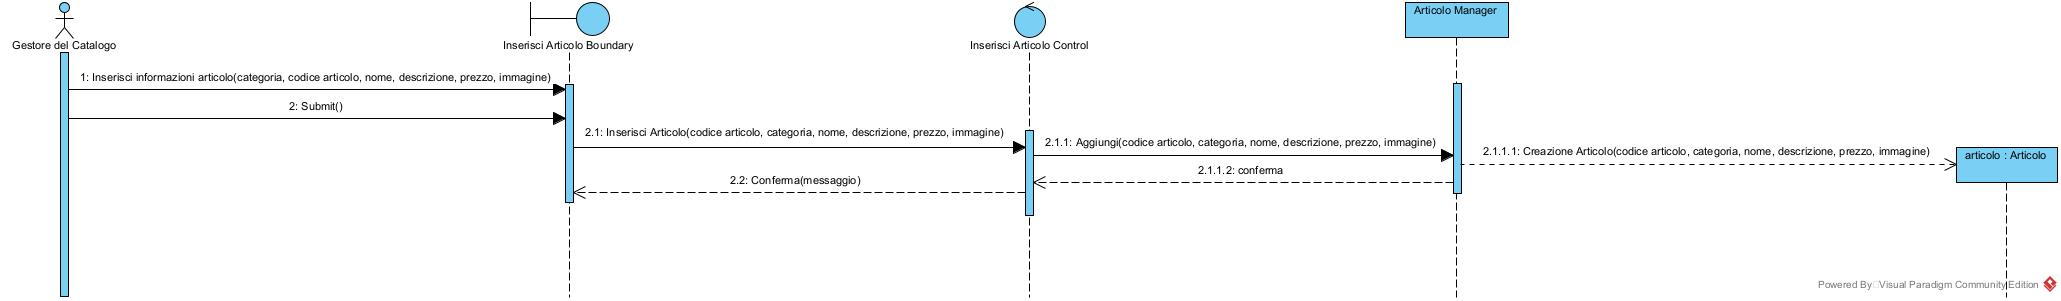 Gestore del Catalogo
Inserisci Articolo Boundary
Inserisci Articolo Control
Articolo Manager
1: Inserisci informazioni articolo(categoria, codice articolo, nome, descrizione, prezzo, immagine)
2: Submit()
2.1: Inserisci Articolo(codice articolo, categoria, nome, descrizione, prezzo, immagine)
2.1.1: Aggiungi(codice articolo, categoria, nome, descrizione, prezzo, immagine)
2.1.1.1: Creazione Articolo(codice articolo, categoria, nome, descrizione, prezzo, immagine)
articolo : Articolo
2.1.1.2: conferma
2.2: Conferma(messaggio)
Powered By Visual Paradigm Community Edition